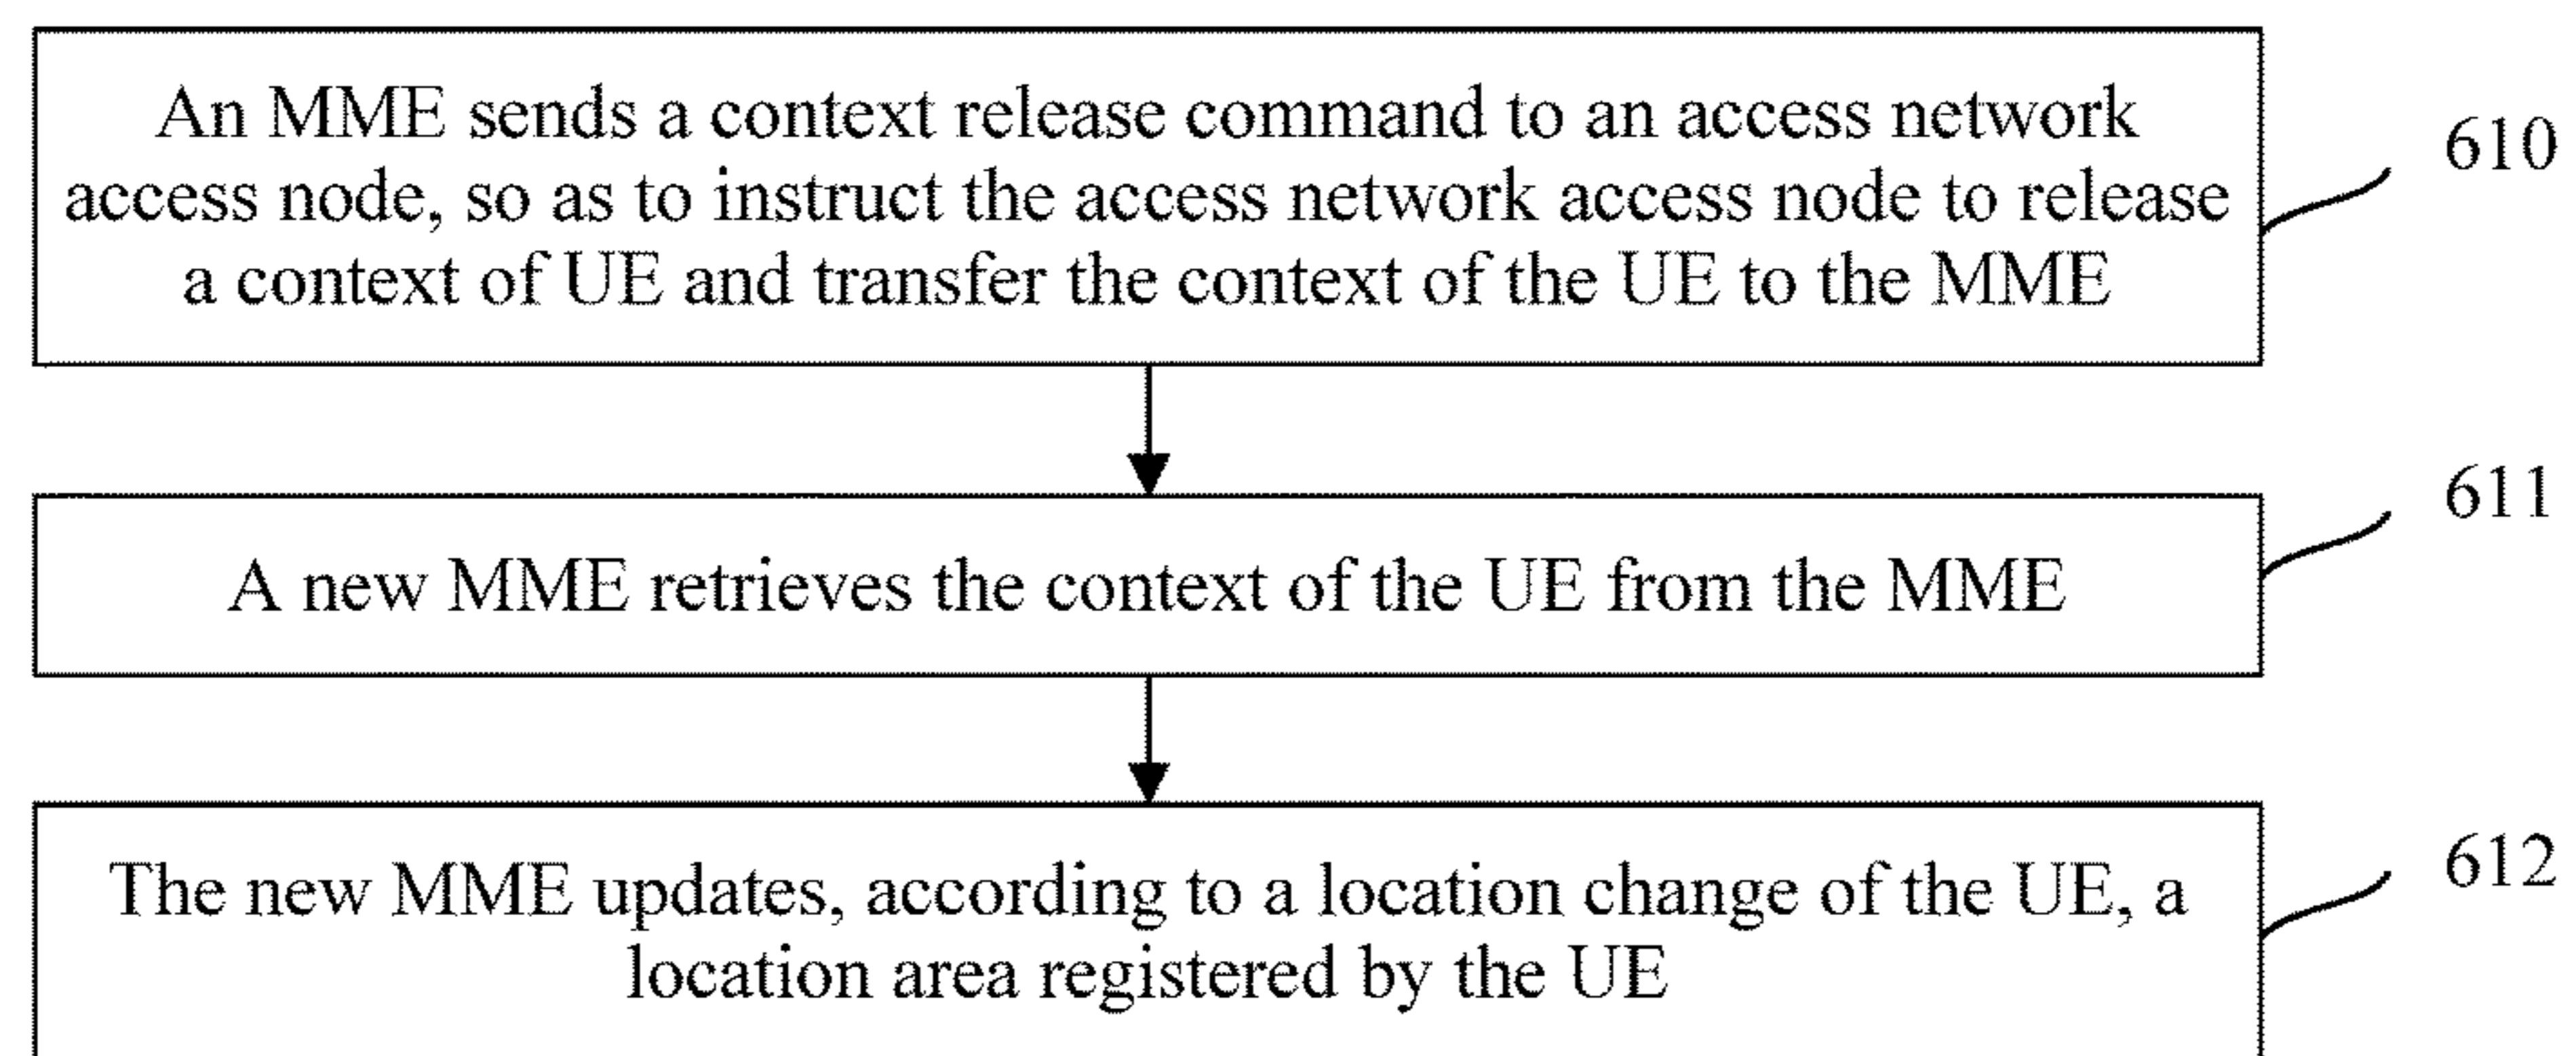 An MME sends a context release command to an access network
access node, so as to instruct the access network access node to release
a context of UE and transfer the context of the UE to the MME
610
A new MME retrieves the context of the UE from the MME
611
The new MME updates, according to a location change of the UE, a
location area registered by the UE
612